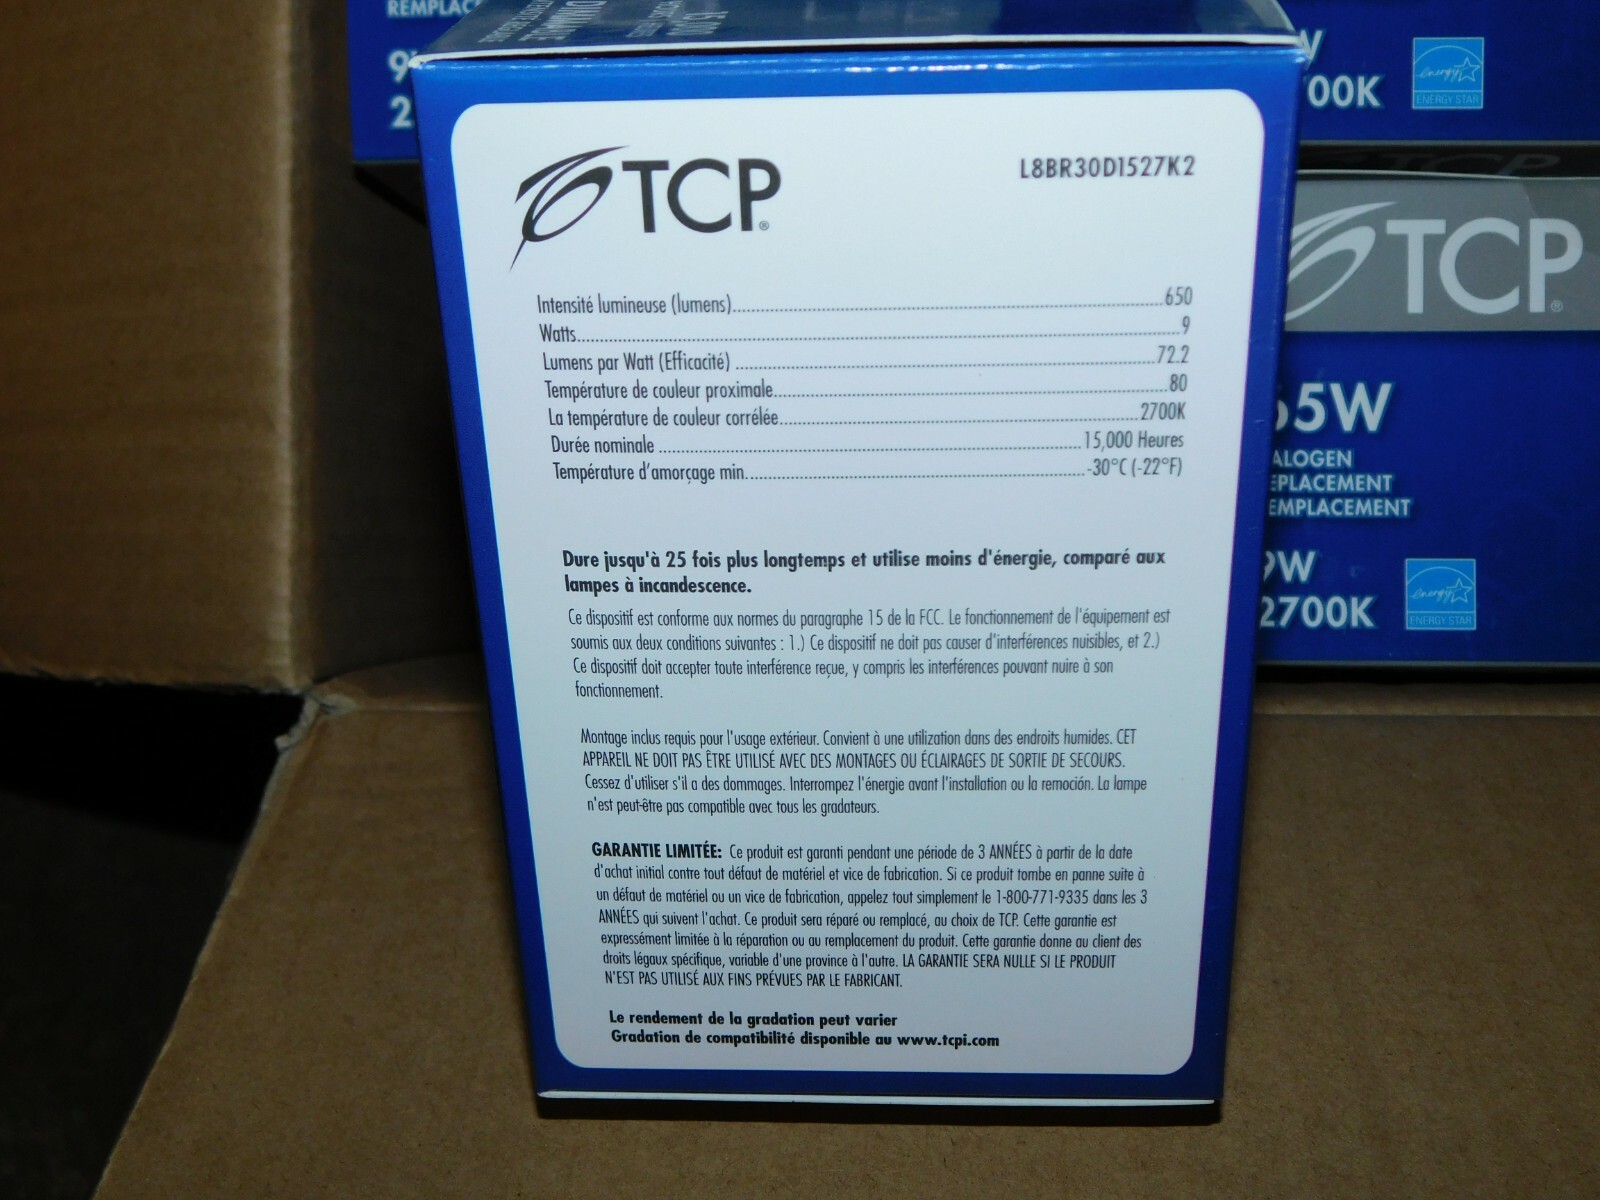 REMPLAC
9
2
W
00K
energy
ENERGY STAR
TCP®
L8BR30D1527K2
Intensité lumineuse (lumens)..........650
Watts..........9
Lumens par Watt (Efficacité)..........72.2
Température de couleur proximale..........80
La température de couleur corrélée..........2700K
Durée nominale..........15,000 Heures
Température d'amorçage min...........-30°C (-22°F)
Dure jusqu'à 25 fois plus longtemps et utilise moins d'énergie, comparé aux
lampes à incandescence.
Ce dispositif est conforme aux normes du paragraphe 15 de la FCC. Le fonctionnement de l'équipement est
soumis aux deux conditions suivantes : 1.) Ce dispositif ne doit pas causer d'interférences nuisibles, et 2.)
Ce dispositif doit accepter toute interférence reçue, y compris les interférences pouvant nuire à son
fonctionnement.
Montage inclus requis pour l'usage extérieur. Convient à une utilization dans des endroits humides. CET
APPAREIL NE DOIT PAS ÊTRE UTILISÉ AVEC DES MONTAGES OU ÉCLAIRAGES DE SORTIE DE SECOURS.
Cessez d'utiliser s'il a des dommages. Interrompez l'énergie avant l'installation ou la remoción. La lampe
n'est peut-être pas compatible avec tous les gradateurs.
GARANTIE LIMITÉE: Ce produit est garanti pendant une période de 3 ANNÉES à partir de la date
d'achat initial contre tout défaut de matériel et vice de fabrication. Si ce produit tombe en panne suite à
un défaut de matériel ou un vice de fabrication, appelez tout simplement le 1-800-771-9335 dans les 3
ANNÉES qui suivent l'achat. Ce produit sera réparé ou remplacé, au choix de TCP. Cette garantie est
expressément limitée à la réparation ou au remplacement du produit. Cette garantie donne au client des
droits légaux spécifique, variable d'une province à l'autre. LA GARANTIE SERA NULLE SI LE PRODUIT
N'EST PAS UTILISÉ AUX FINS PRÉVUES PAR LE FABRICANT.
Le rendement de la gradation peut varier
Gradation de compatibilité disponible au www.tcpi.com
TCP®
65W
ALOGEN
EPLACEMENT
EMPLACEMENT
9W
2700K
energy
ENERGY STAR